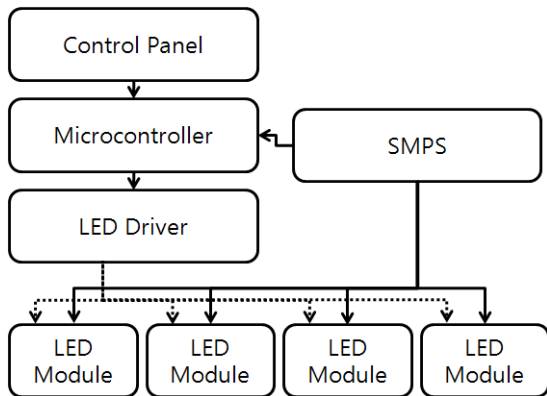 Control Panel
Microcontroller
SMPS
LED Driver
LED
Module
LED
Module
LED
Module
LED
Module